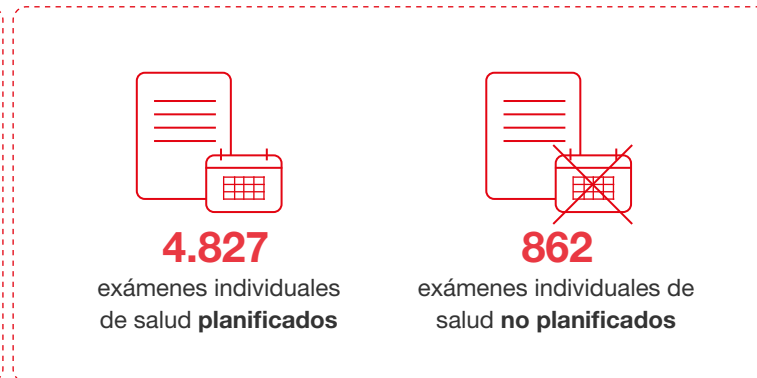 4.827
exámenes individuales
de salud planificados
862
exámenes individuales de
salud no planificados